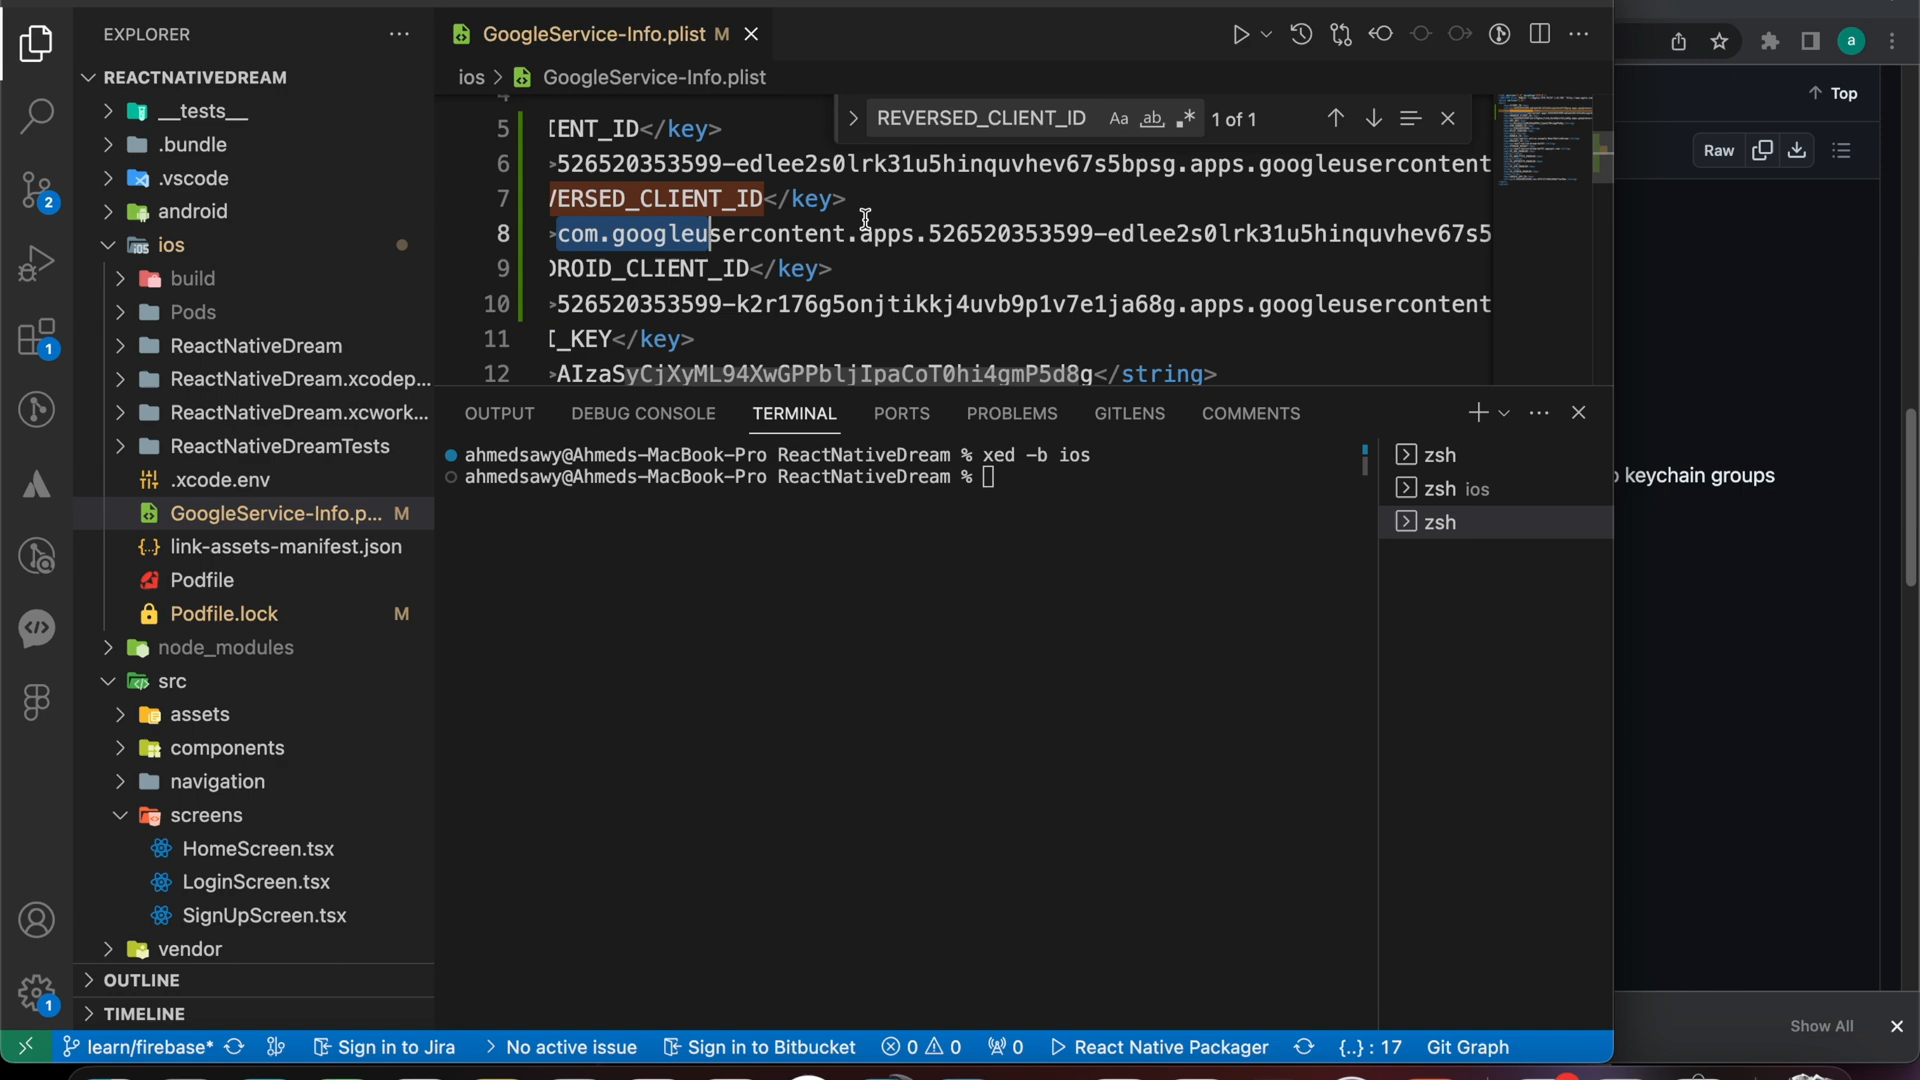 EXPLORER
REACTNATIVEDREAM
__tests__
.bundle
.vscode
android
ios
build
Pods
ReactNativeDream
ReactNativeDream.xcodep...
ReactNativeDream.xcwork...
ReactNativeDreamTests
.xcode.env
GoogleService-Info.p... M
link-assets-manifest.json
Podfile
Podfile.lock M
node_modules
src
assets
components
navigation
screens
HomeScreen.tsx
LoginScreen.tsx
SignUpScreen.tsx
vendor
OUTLINE
TIMELINE
2
1
1
GoogleService-Info.plist M
ios > GoogleService-Info.plist
REVERSED_CLIENT_ID Aa ab .* 1 of 1
5 IENT_ID</key>
6 >526520353599-edlee2s0lrk31u5hinquvhev67s5bpsg.apps.googleusercontent
7 VERSED_CLIENT_ID</key>
8 >com.googleusercontent.apps.526520353599-edlee2s0lrk31u5hinquvhev67s5
9 DROID_CLIENT_ID</key>
10 >526520353599-k2r176g5onjtikkj4uvb9p1v7e1ja68g.apps.googleusercontent
11 I_KEY</key>
12 >AIzaSyCjXyML94XwGPPbljIpaCoT0hi4gmP5d8g</string>
OUTPUT DEBUG CONSOLE TERMINAL PORTS PROBLEMS GITLENS COMMENTS
ahmedsawy@Ahmeds-MacBook-Pro ReactNativeDream % xed -b ios
ahmedsawy@Ahmeds-MacBook-Pro ReactNativeDream %
zsh
zsh ios
zsh
a
Top
Raw
keychain groups
Show All
learn/firebase* Sign in to Jira No active issue Sign in to Bitbucket 0 0 0 React Native Packager {..} : 17 Git Graph